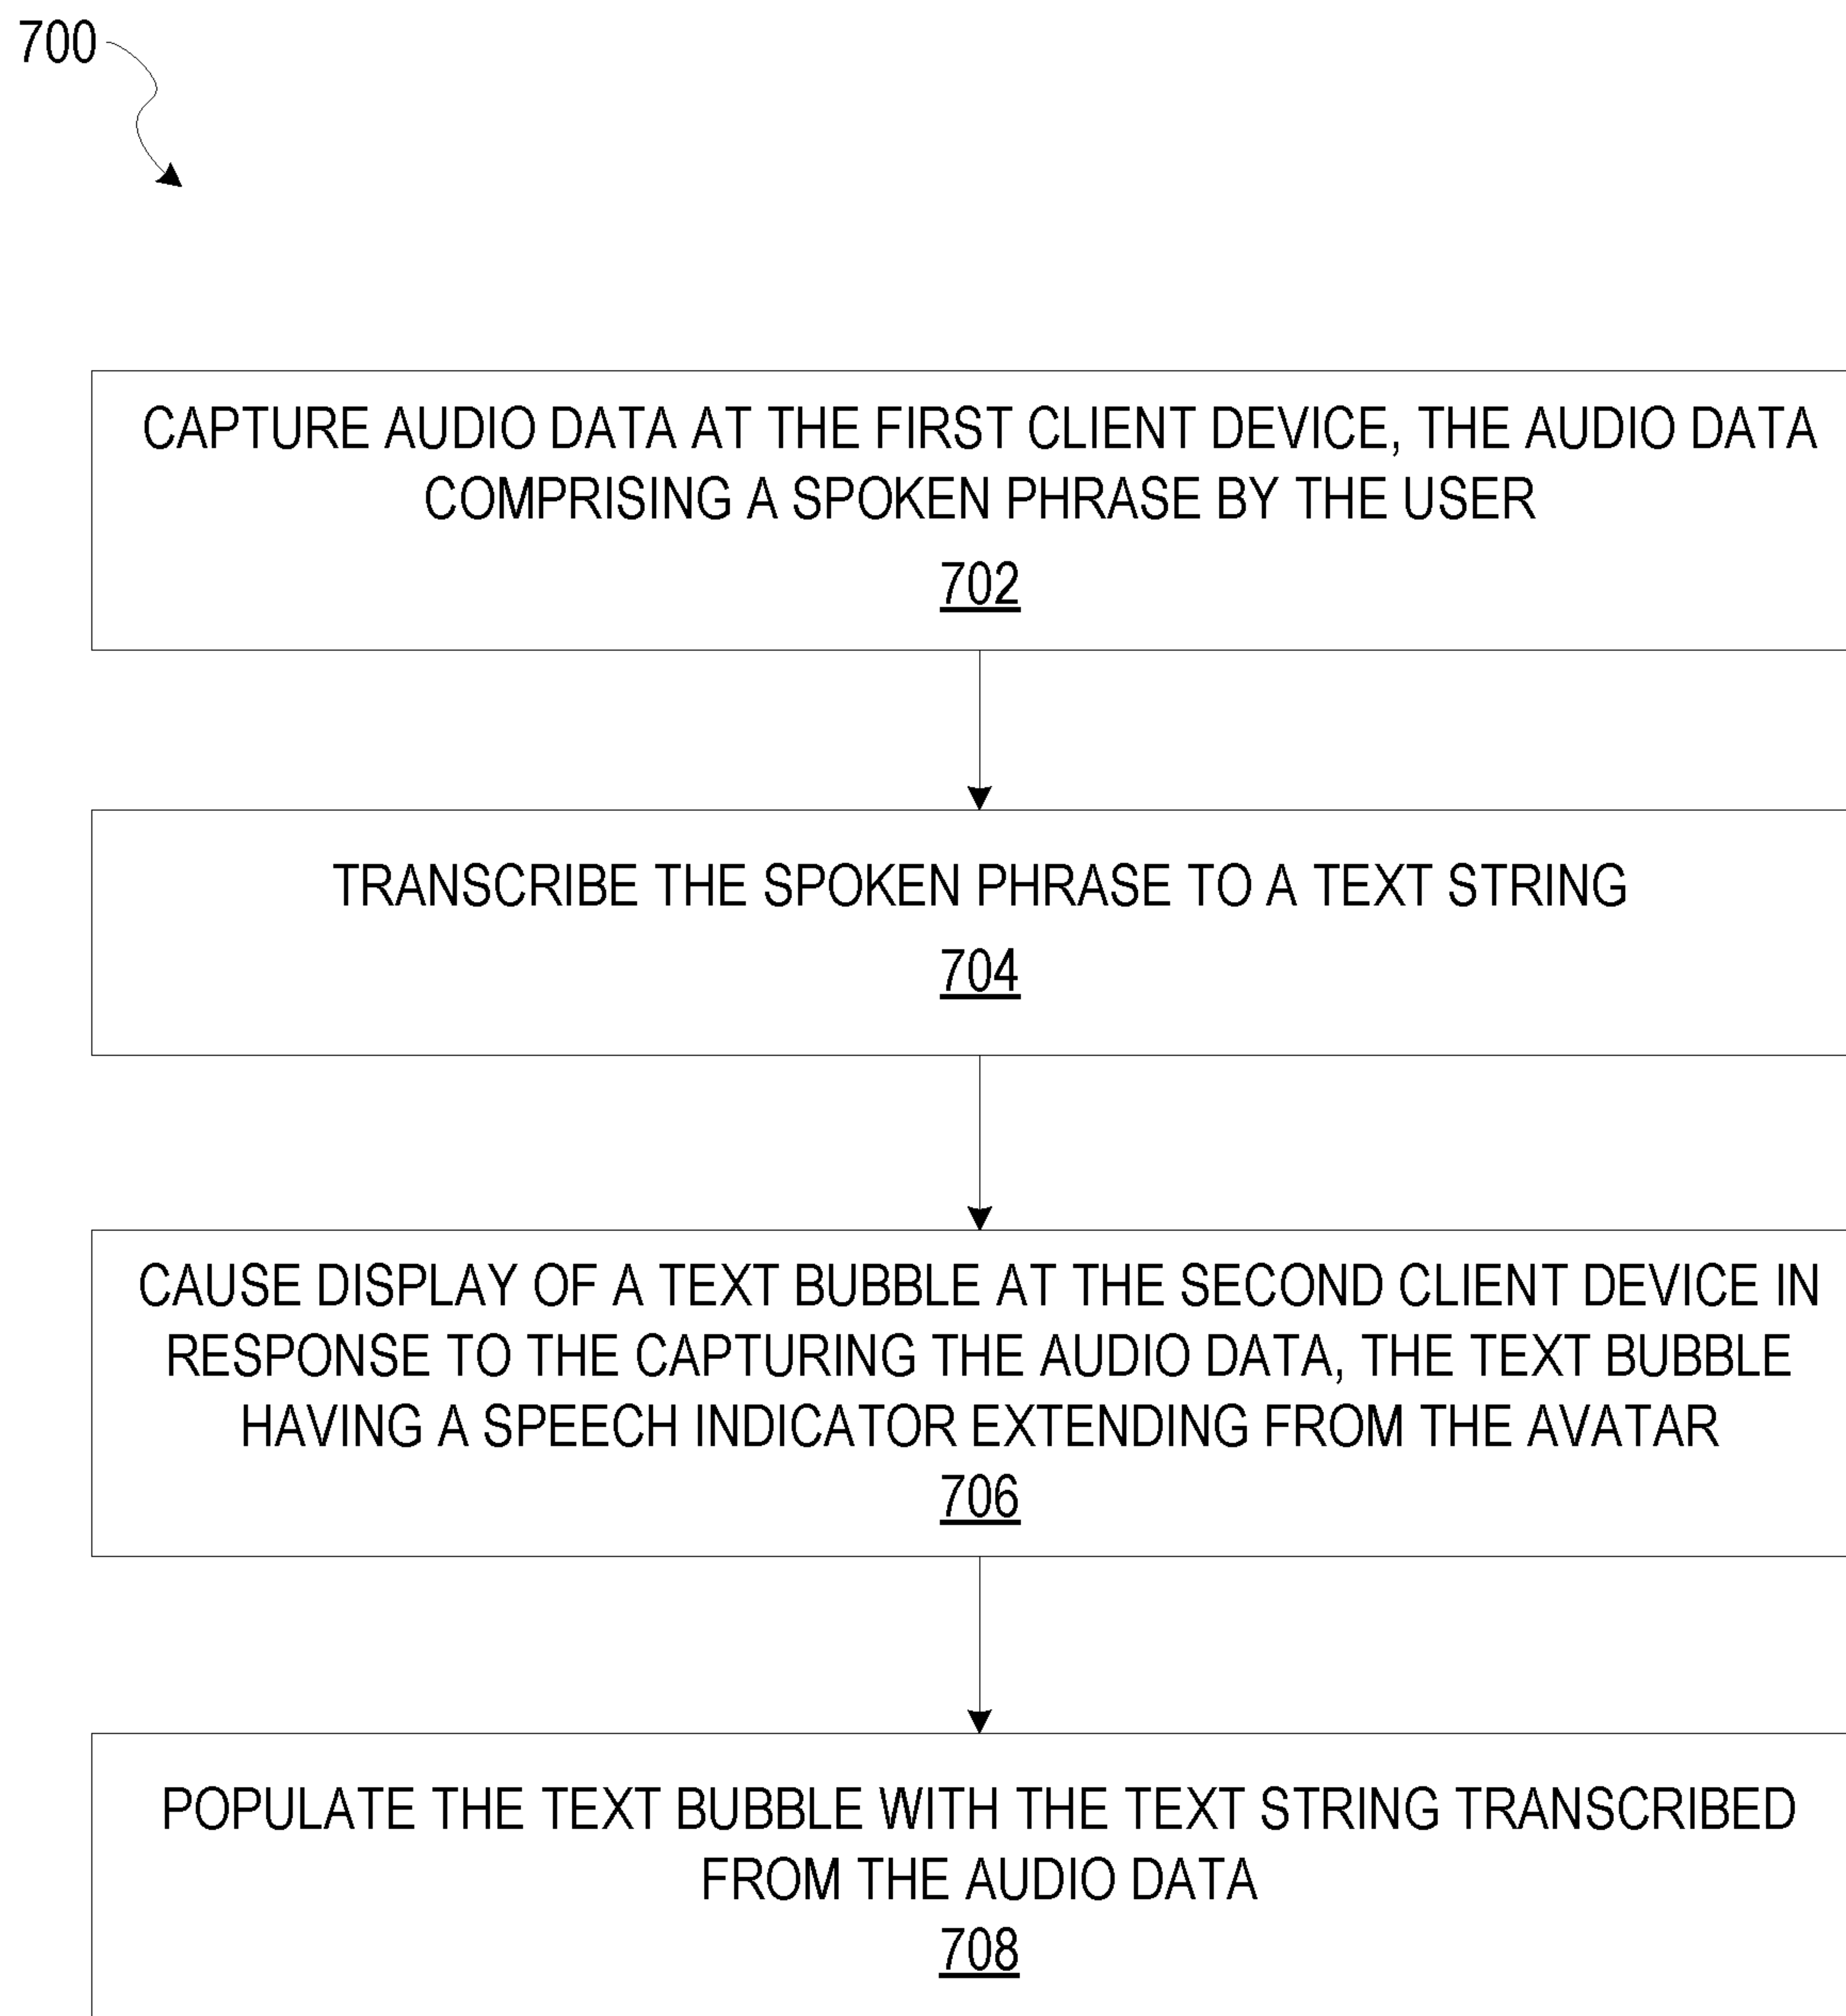 700
CAPTURE AUDIO DATA AT THE FIRST CLIENT DEVICE, THE AUDIO DATA
COMPRISING A SPOKEN PHRASE BY THE USER
702
TRANSCRIBE THE SPOKEN PHRASE TO A TEXT STRING
704
CAUSE DISPLAY OF A TEXT BUBBLE AT THE SECOND CLIENT DEVICE IN
RESPONSE TO THE CAPTURING THE AUDIO DATA, THE TEXT BUBBLE
HAVING A SPEECH INDICATOR EXTENDING FROM THE AVATAR
706
POPULATE THE TEXT BUBBLE WITH THE TEXT STRING TRANSCRIBED
FROM THE AUDIO DATA
708